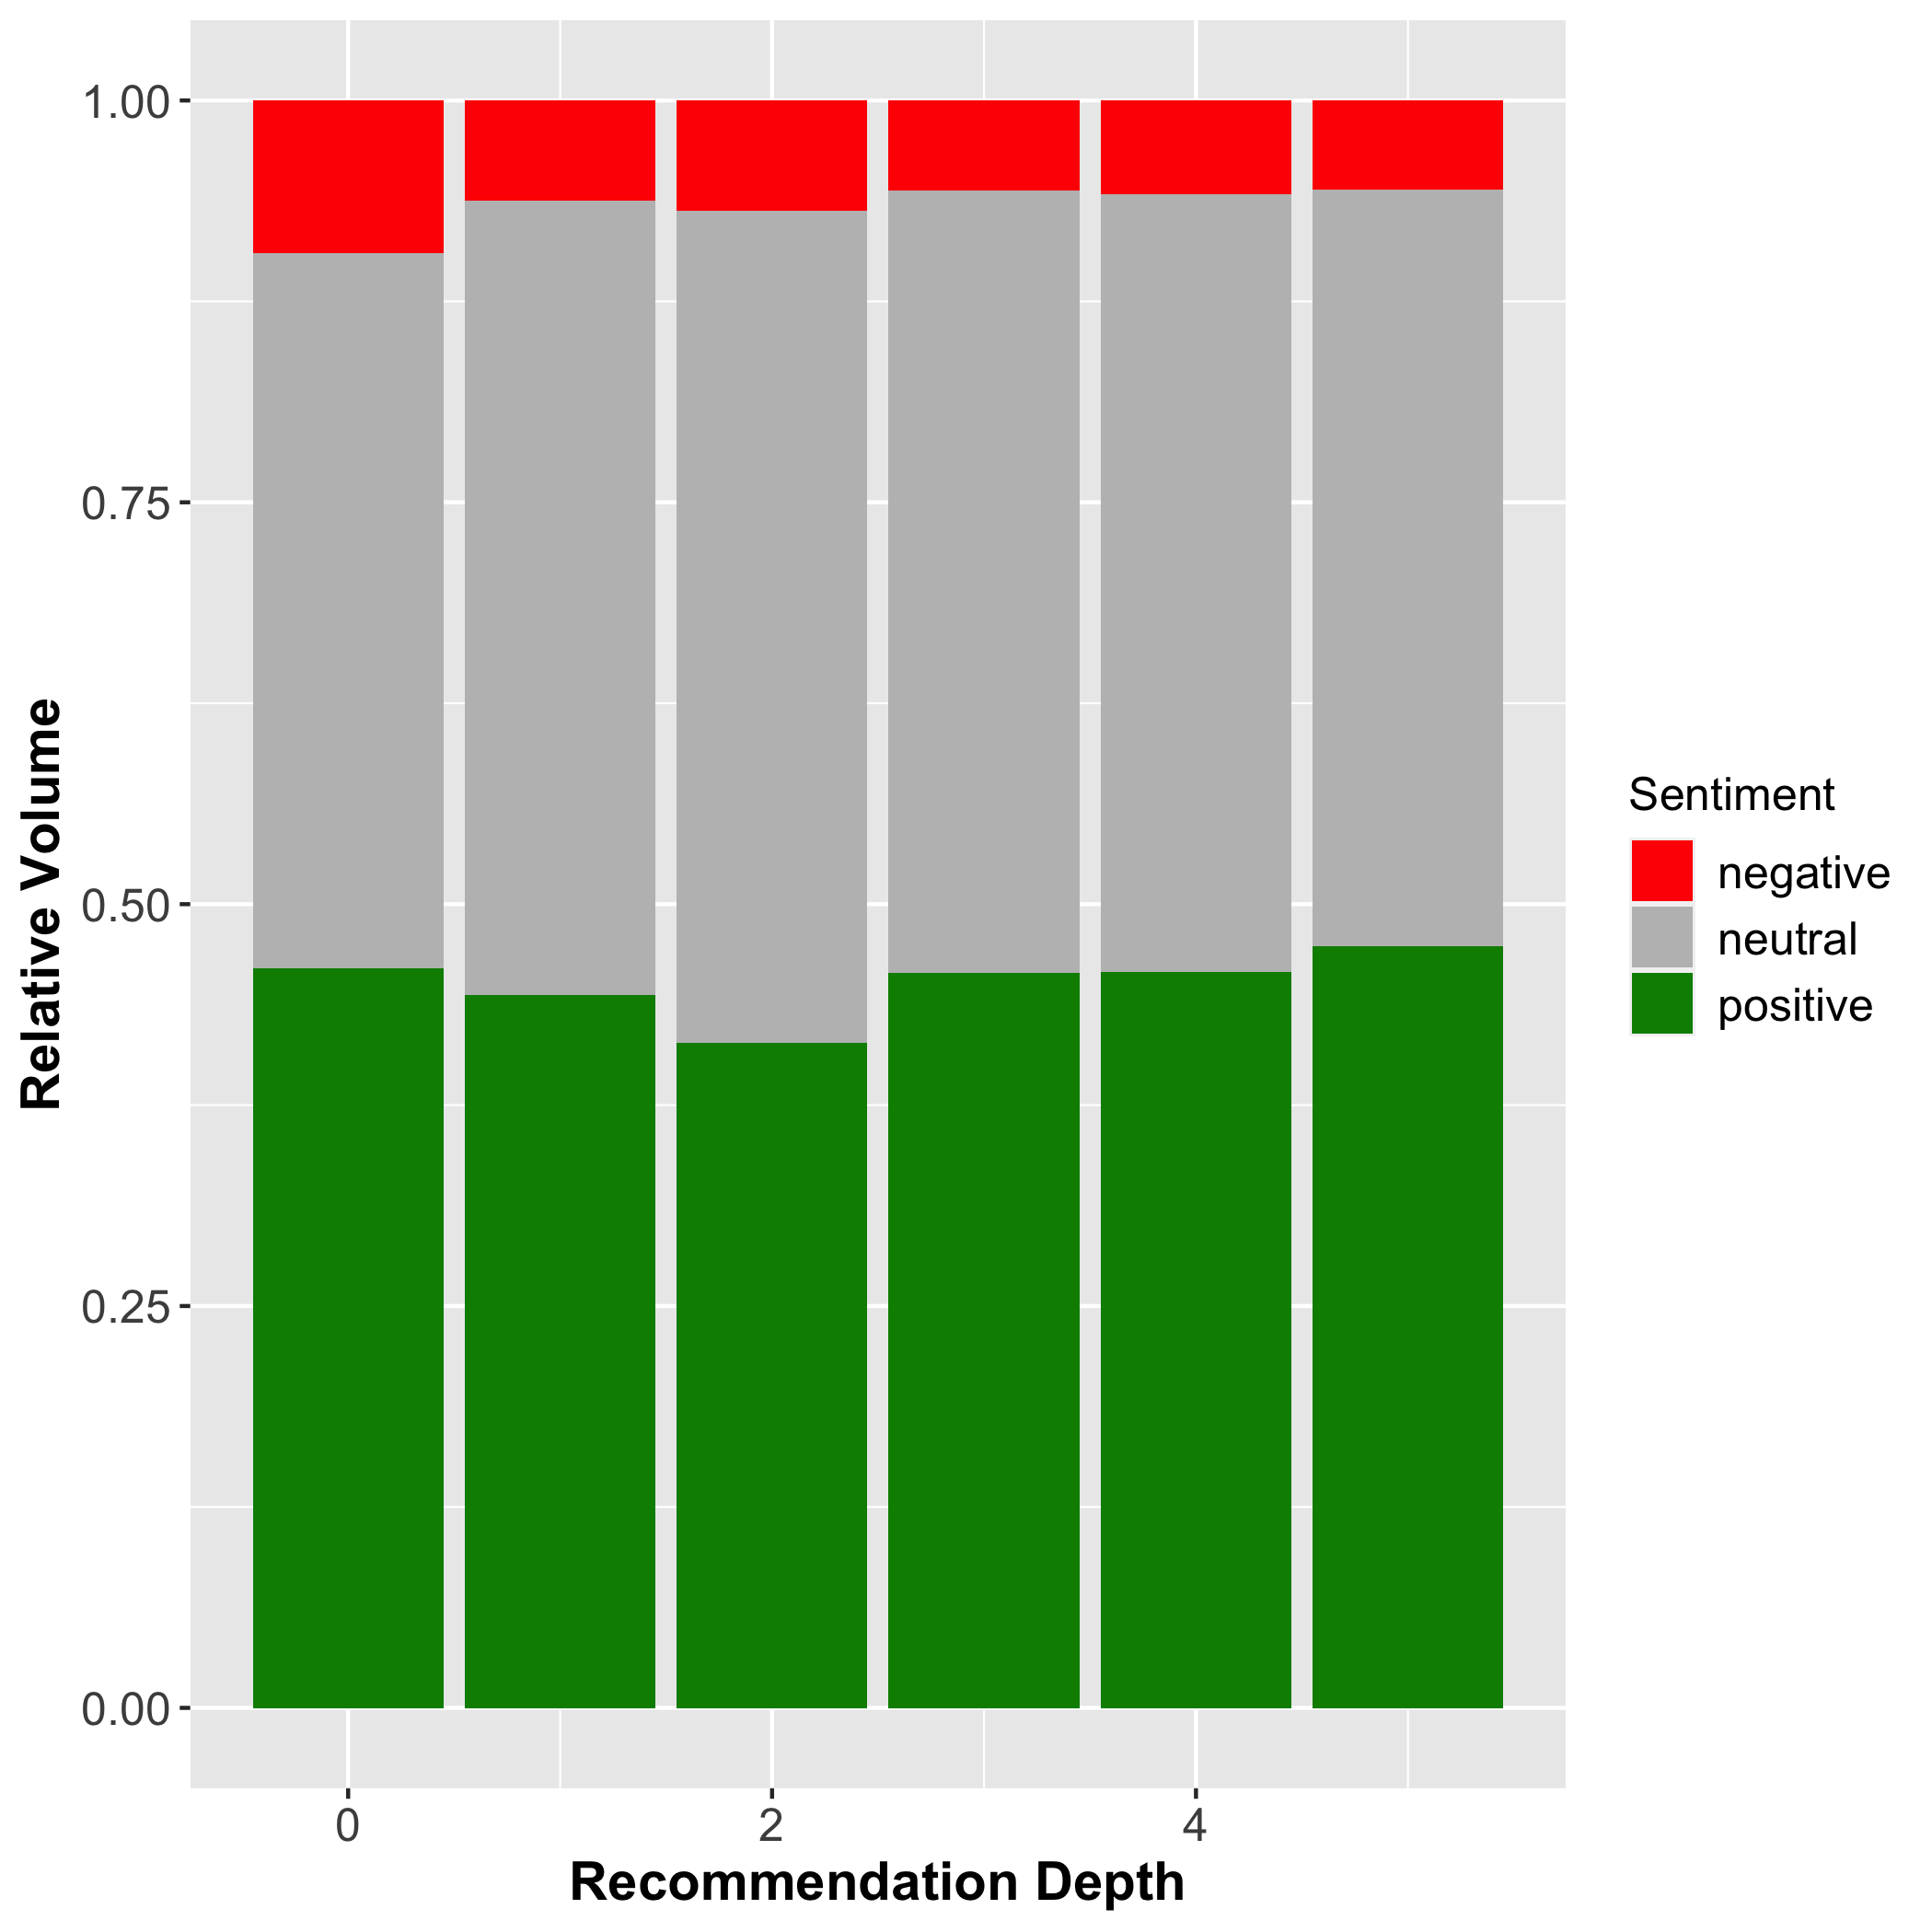 1.00
0.75
0.50
0.25
0.00
Relative Volume
0
2
4
Recommendation Depth
Sentiment
negative
neutral
positive